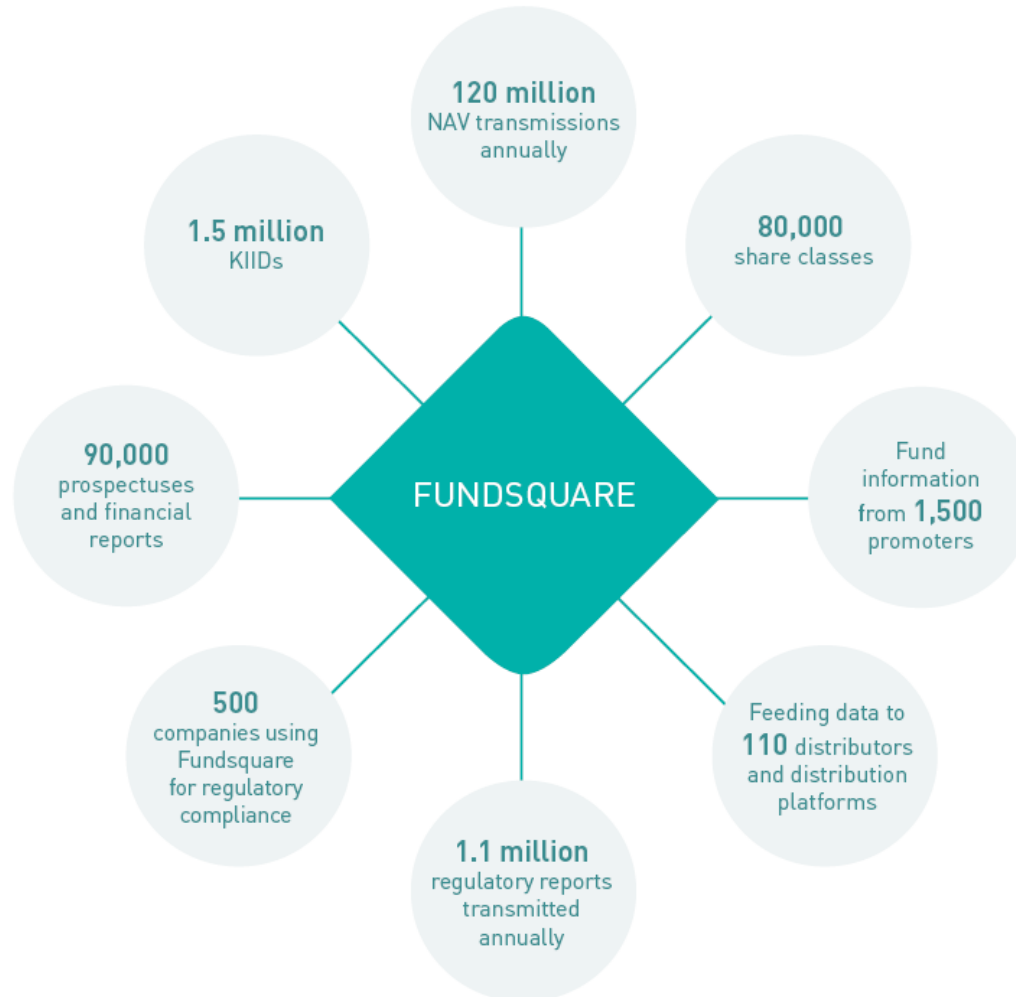 120 million
NAV transmissions
annually
1.5 million
KIIDs
80,000
share classes
90,000
prospectuses
and financial
reports
FUNDSQUARE
Fund
information
from 1,500
promoters
500
companies using
Fundsquare
for regulatory
compliance
Feeding data to
110 distributors
and distribution
platforms
1.1 million
regulatory reports
transmitted
annually